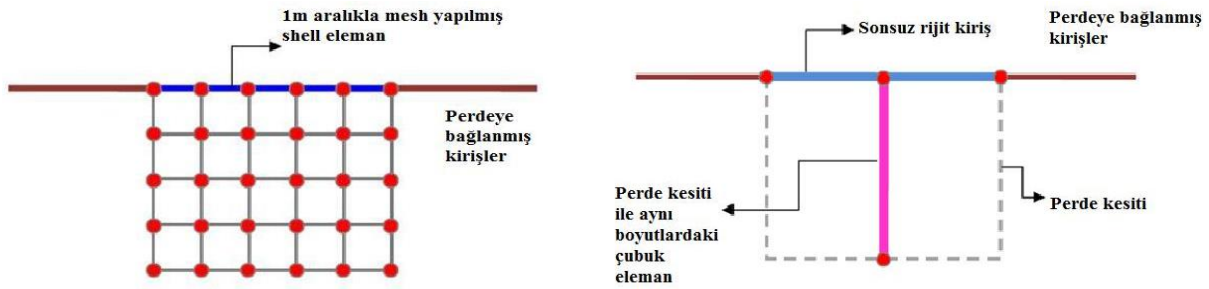 1m aralıkla mesh yapılmış
shell eleman
Perdeye
bağlanmış
kirişler
Sonsuz rijit kiriş
Perdeye bağlanmış
kirişler
Perde kesiti
ile aynı
boyutlardaki
çubuk
eleman
Perde kesiti